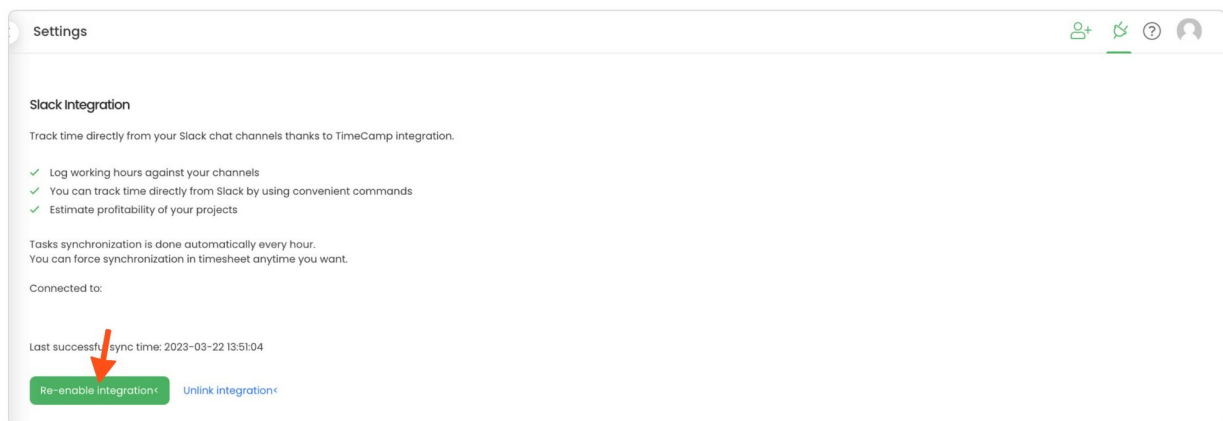 Settings
Slack Integration
Track time directly from your Slack chat channels thanks to TimeCamp integration.
Log working hours against your channels
You can track time directly from Slack by using convenient commands
Estimate profitability of your projects
Tasks synchronization is done automatically every hour.
You can force synchronization in timesheet anytime you want.
Connected to:
Last successful sync time: 2023-03-22 13:51:04
Re-enable integration< Unlink integration<